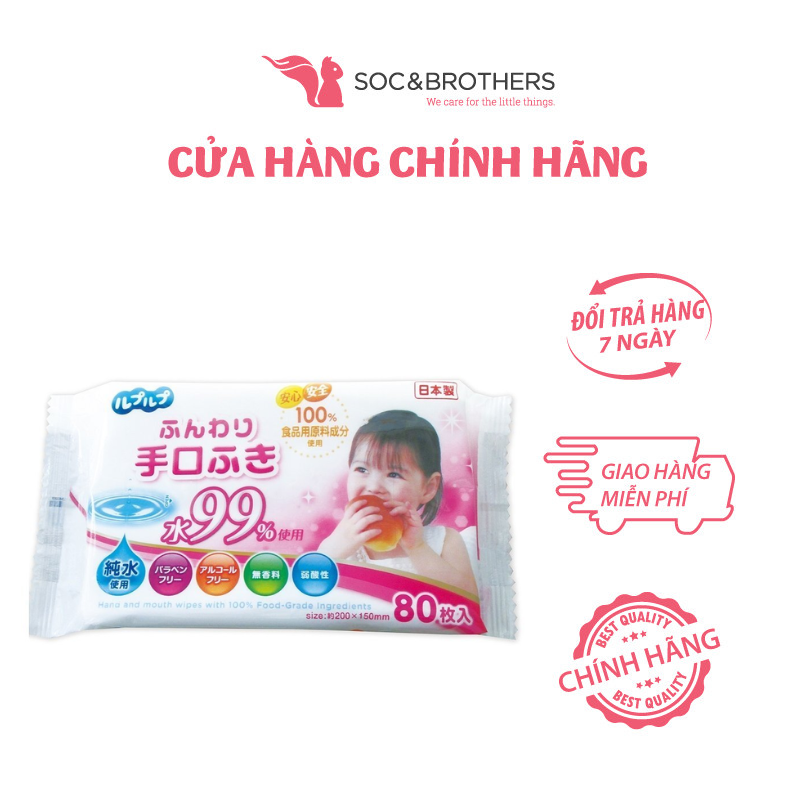 SOC&BROTHERS
We care for the little things.
CỬA HÀNG CHÍNH HÃNG
ĐỔI TRẢ HÀNG
7 NGÀY
ルプルプ
安心
安全
100%
食品用原料成分
使用
日本製
ふんわり
手口ふき
水99%使用
純水
使用
パラベン
フリー
アルコール
フリー
無香料
弱酸性
Hand and mouth wipes with 100% Food-Grade Ingredients
size:約200×150mm
80枚入
GIAO HÀNG
MIỄN PHÍ
BEST QUALITY
CHÍNH HÃNG
BEST QUALITY